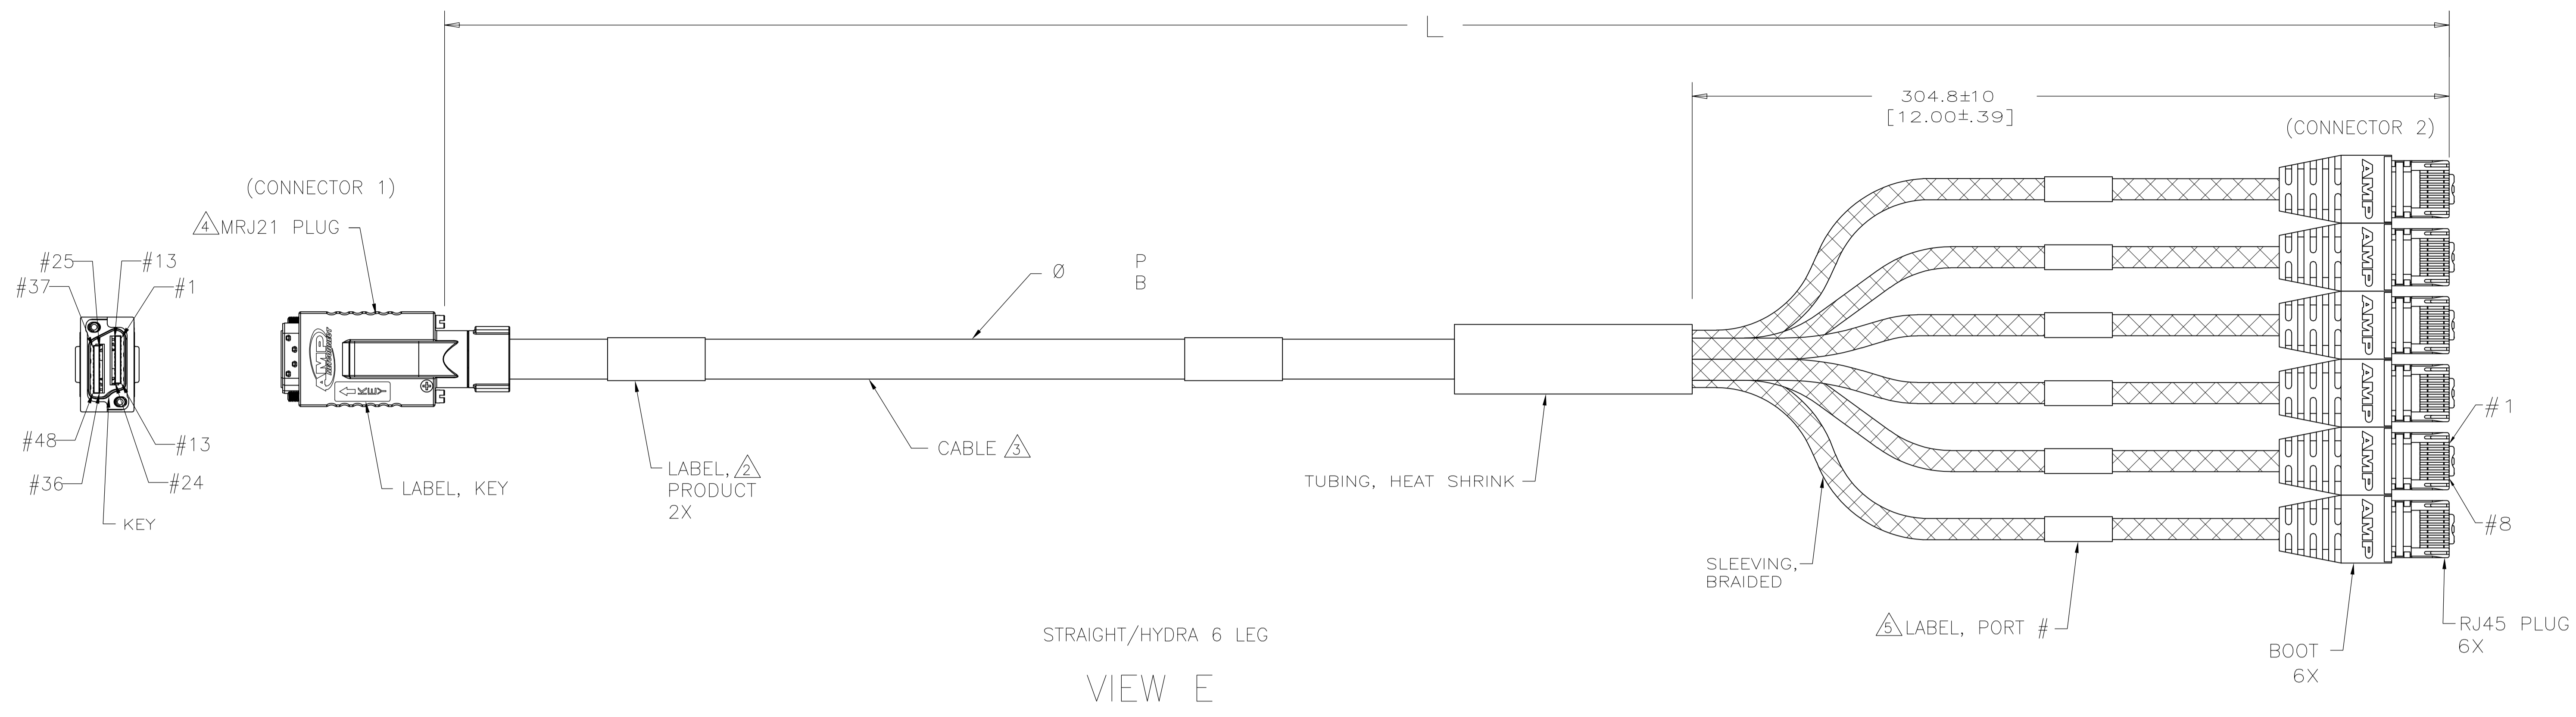 L
304.8±10
[12.00±.39]
(CONNECTOR 2)
(CONNECTOR 1)
4 MRJ21 PLUG
#25
#13
#37
#1
#48
#13
#36
#24
KEY
AMP
KEY
LABEL, KEY
LABEL, 2
PRODUCT
2X
Ø
P
B
CABLE 3
TUBING, HEAT SHRINK
SLEEVING,
BRAIDED
5 LABEL, PORT #
AMP
AMP
AMP
AMP
AMP
AMP
#1
#8
BOOT
6X
RJ45 PLUG
6X
STRAIGHT/HYDRA 6 LEG
VIEW E